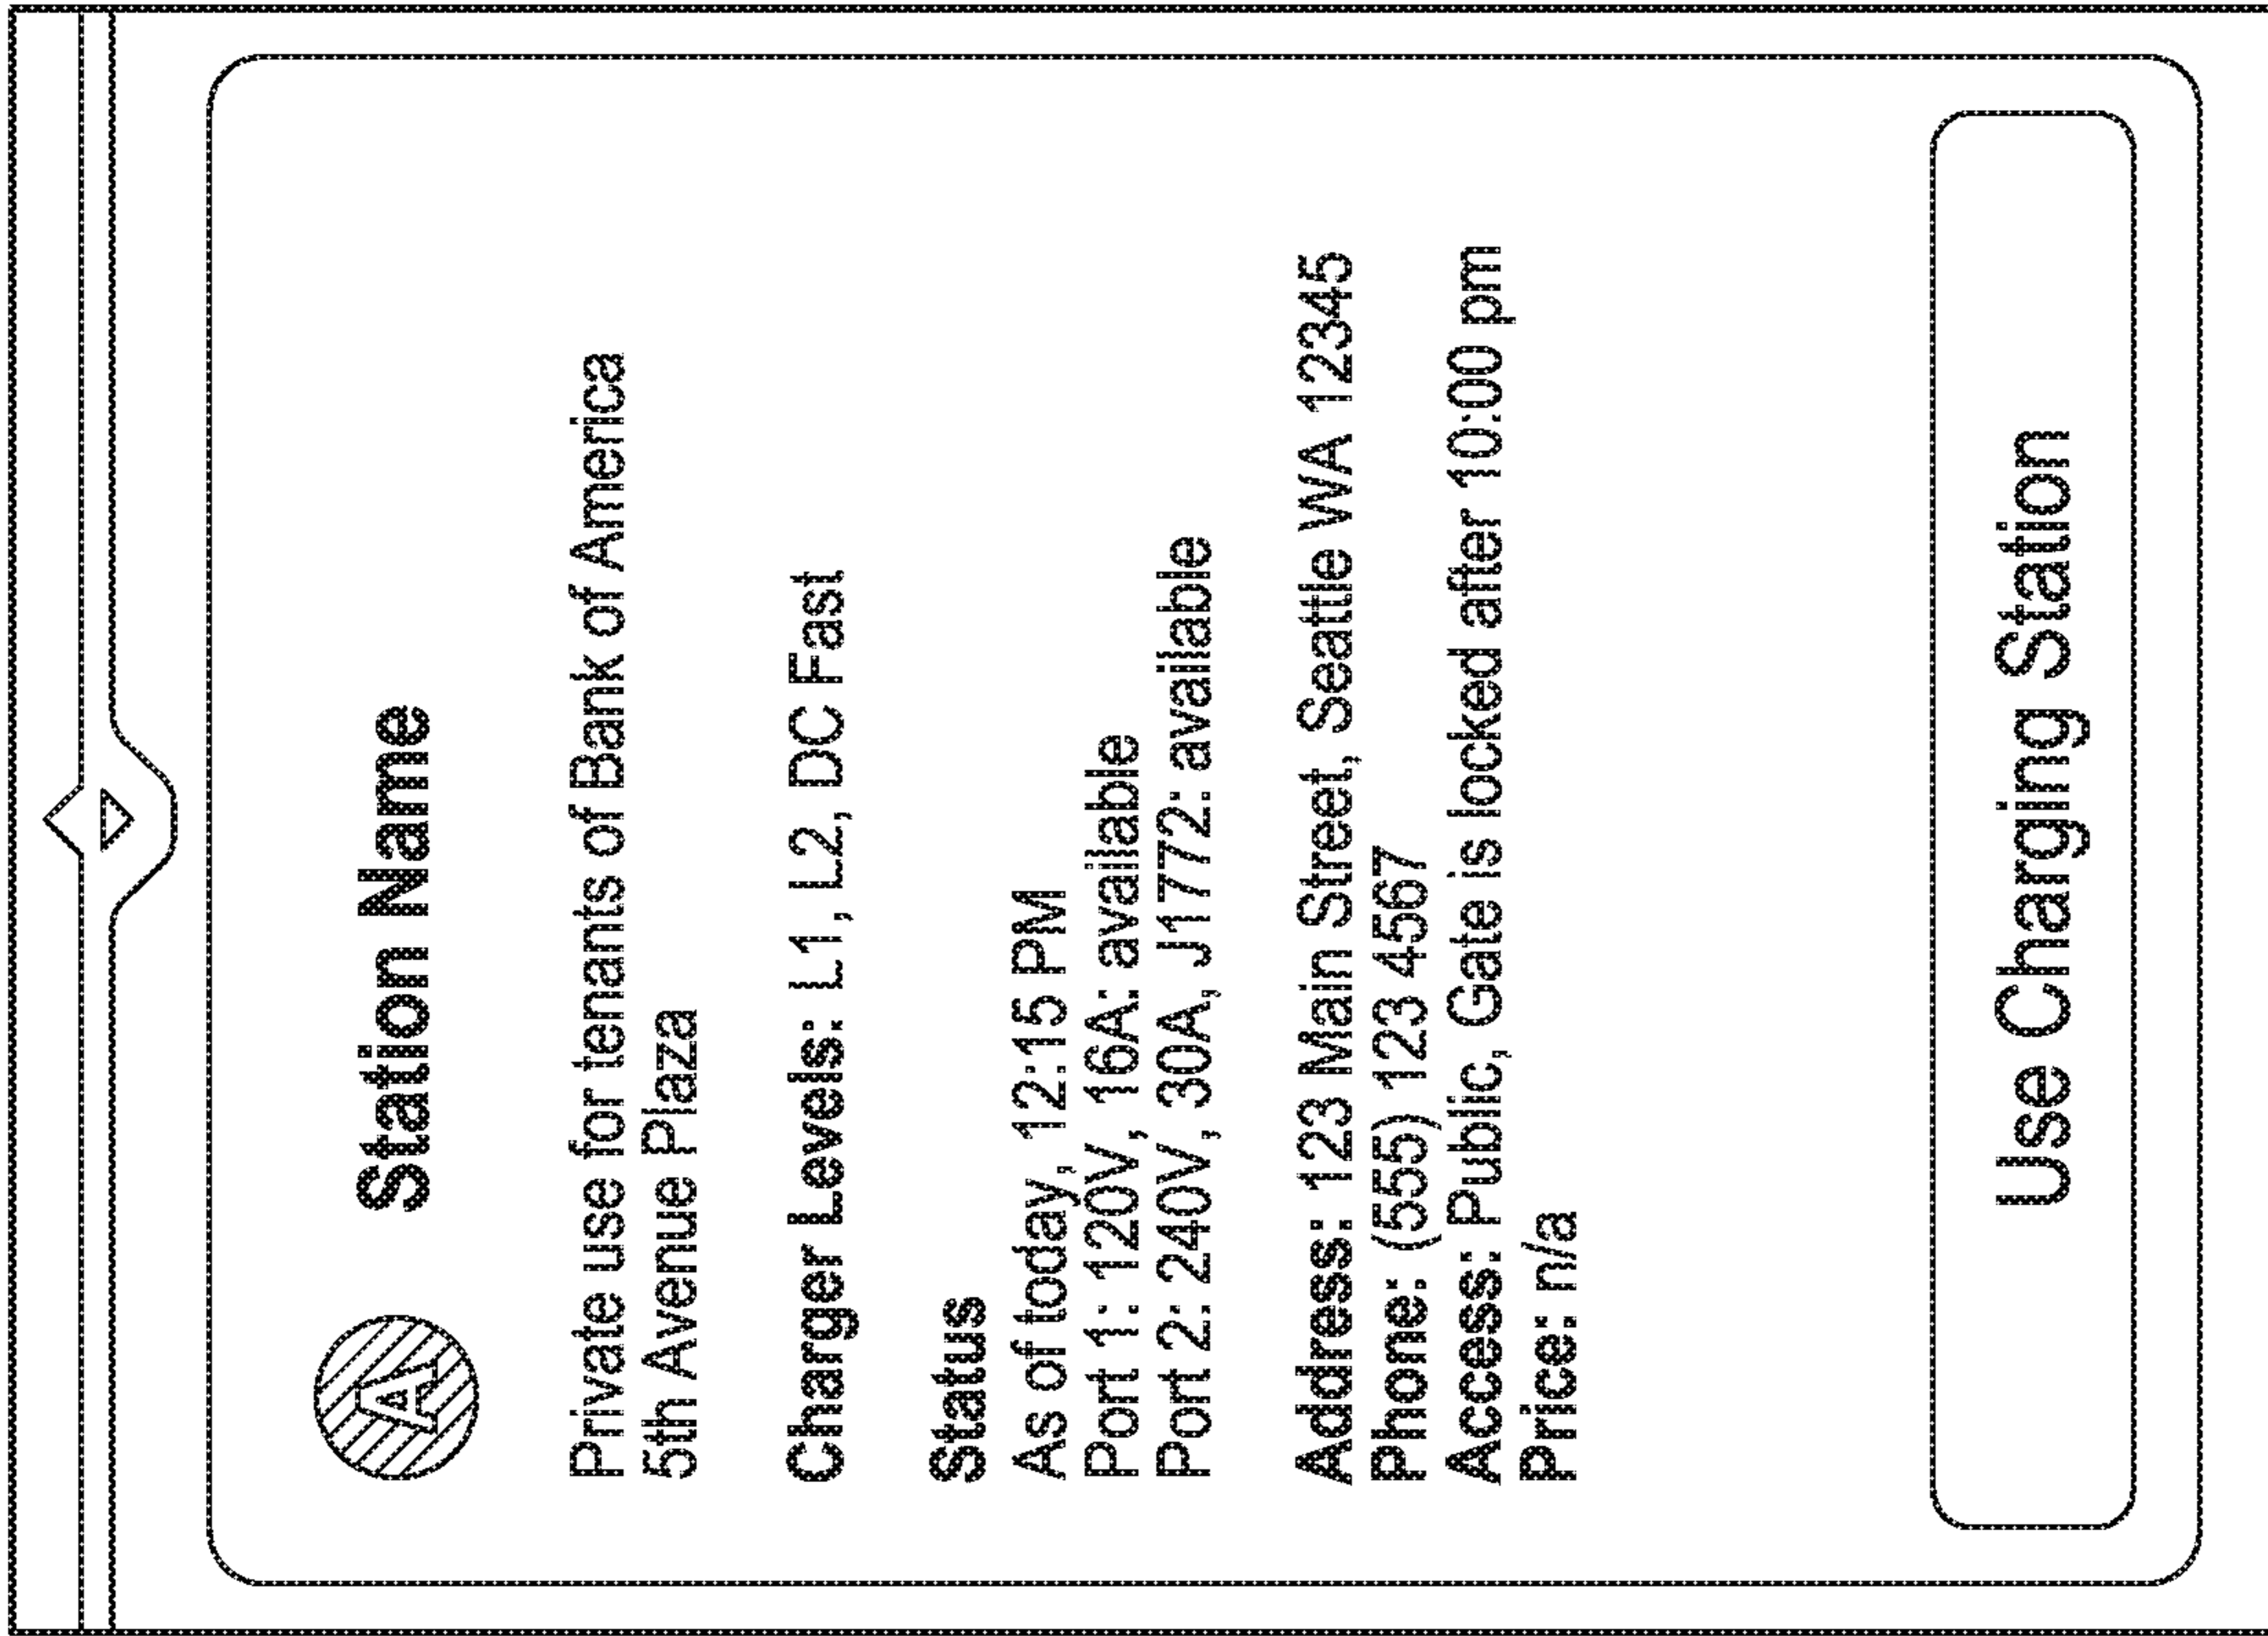 A Station Name
Private use for tenants of Bank of America
5th Avenue Plaza
Charger Levels: L1, L2, DC Fast
Status
As of today, 12:15 PM
Port 1: 120V, 16A: available
Port 2: 240V, 30A, J1772: available
Address: 123 Main Street, Seattle WA 12345
Phone: (555) 123 4567
Access: Public, Gate is locked after 10:00 pm
Price: n/a
Use Charging Station